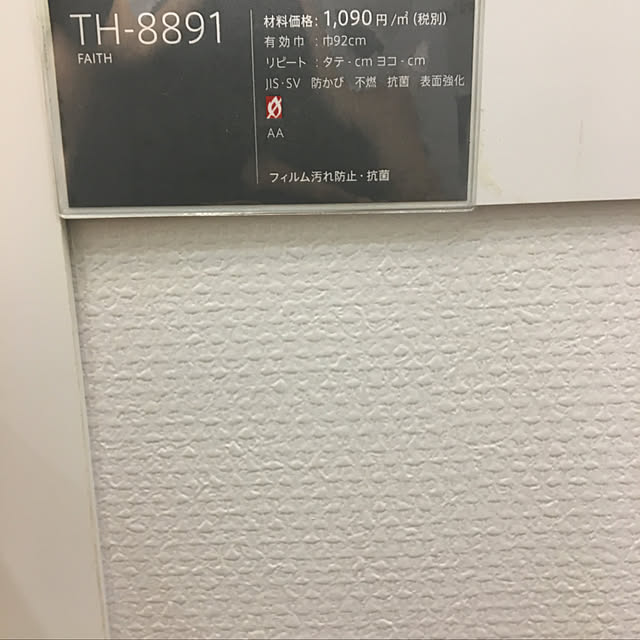 TH-8891
FAITH
材料価格: 1,090円/㎡(税別)
有効巾 : 巾92cm
リピート : タテ - cm ヨコ - cm
JIS・SV 防かび 不燃 抗菌 表面強化
AA
フィルム汚れ防止・抗菌